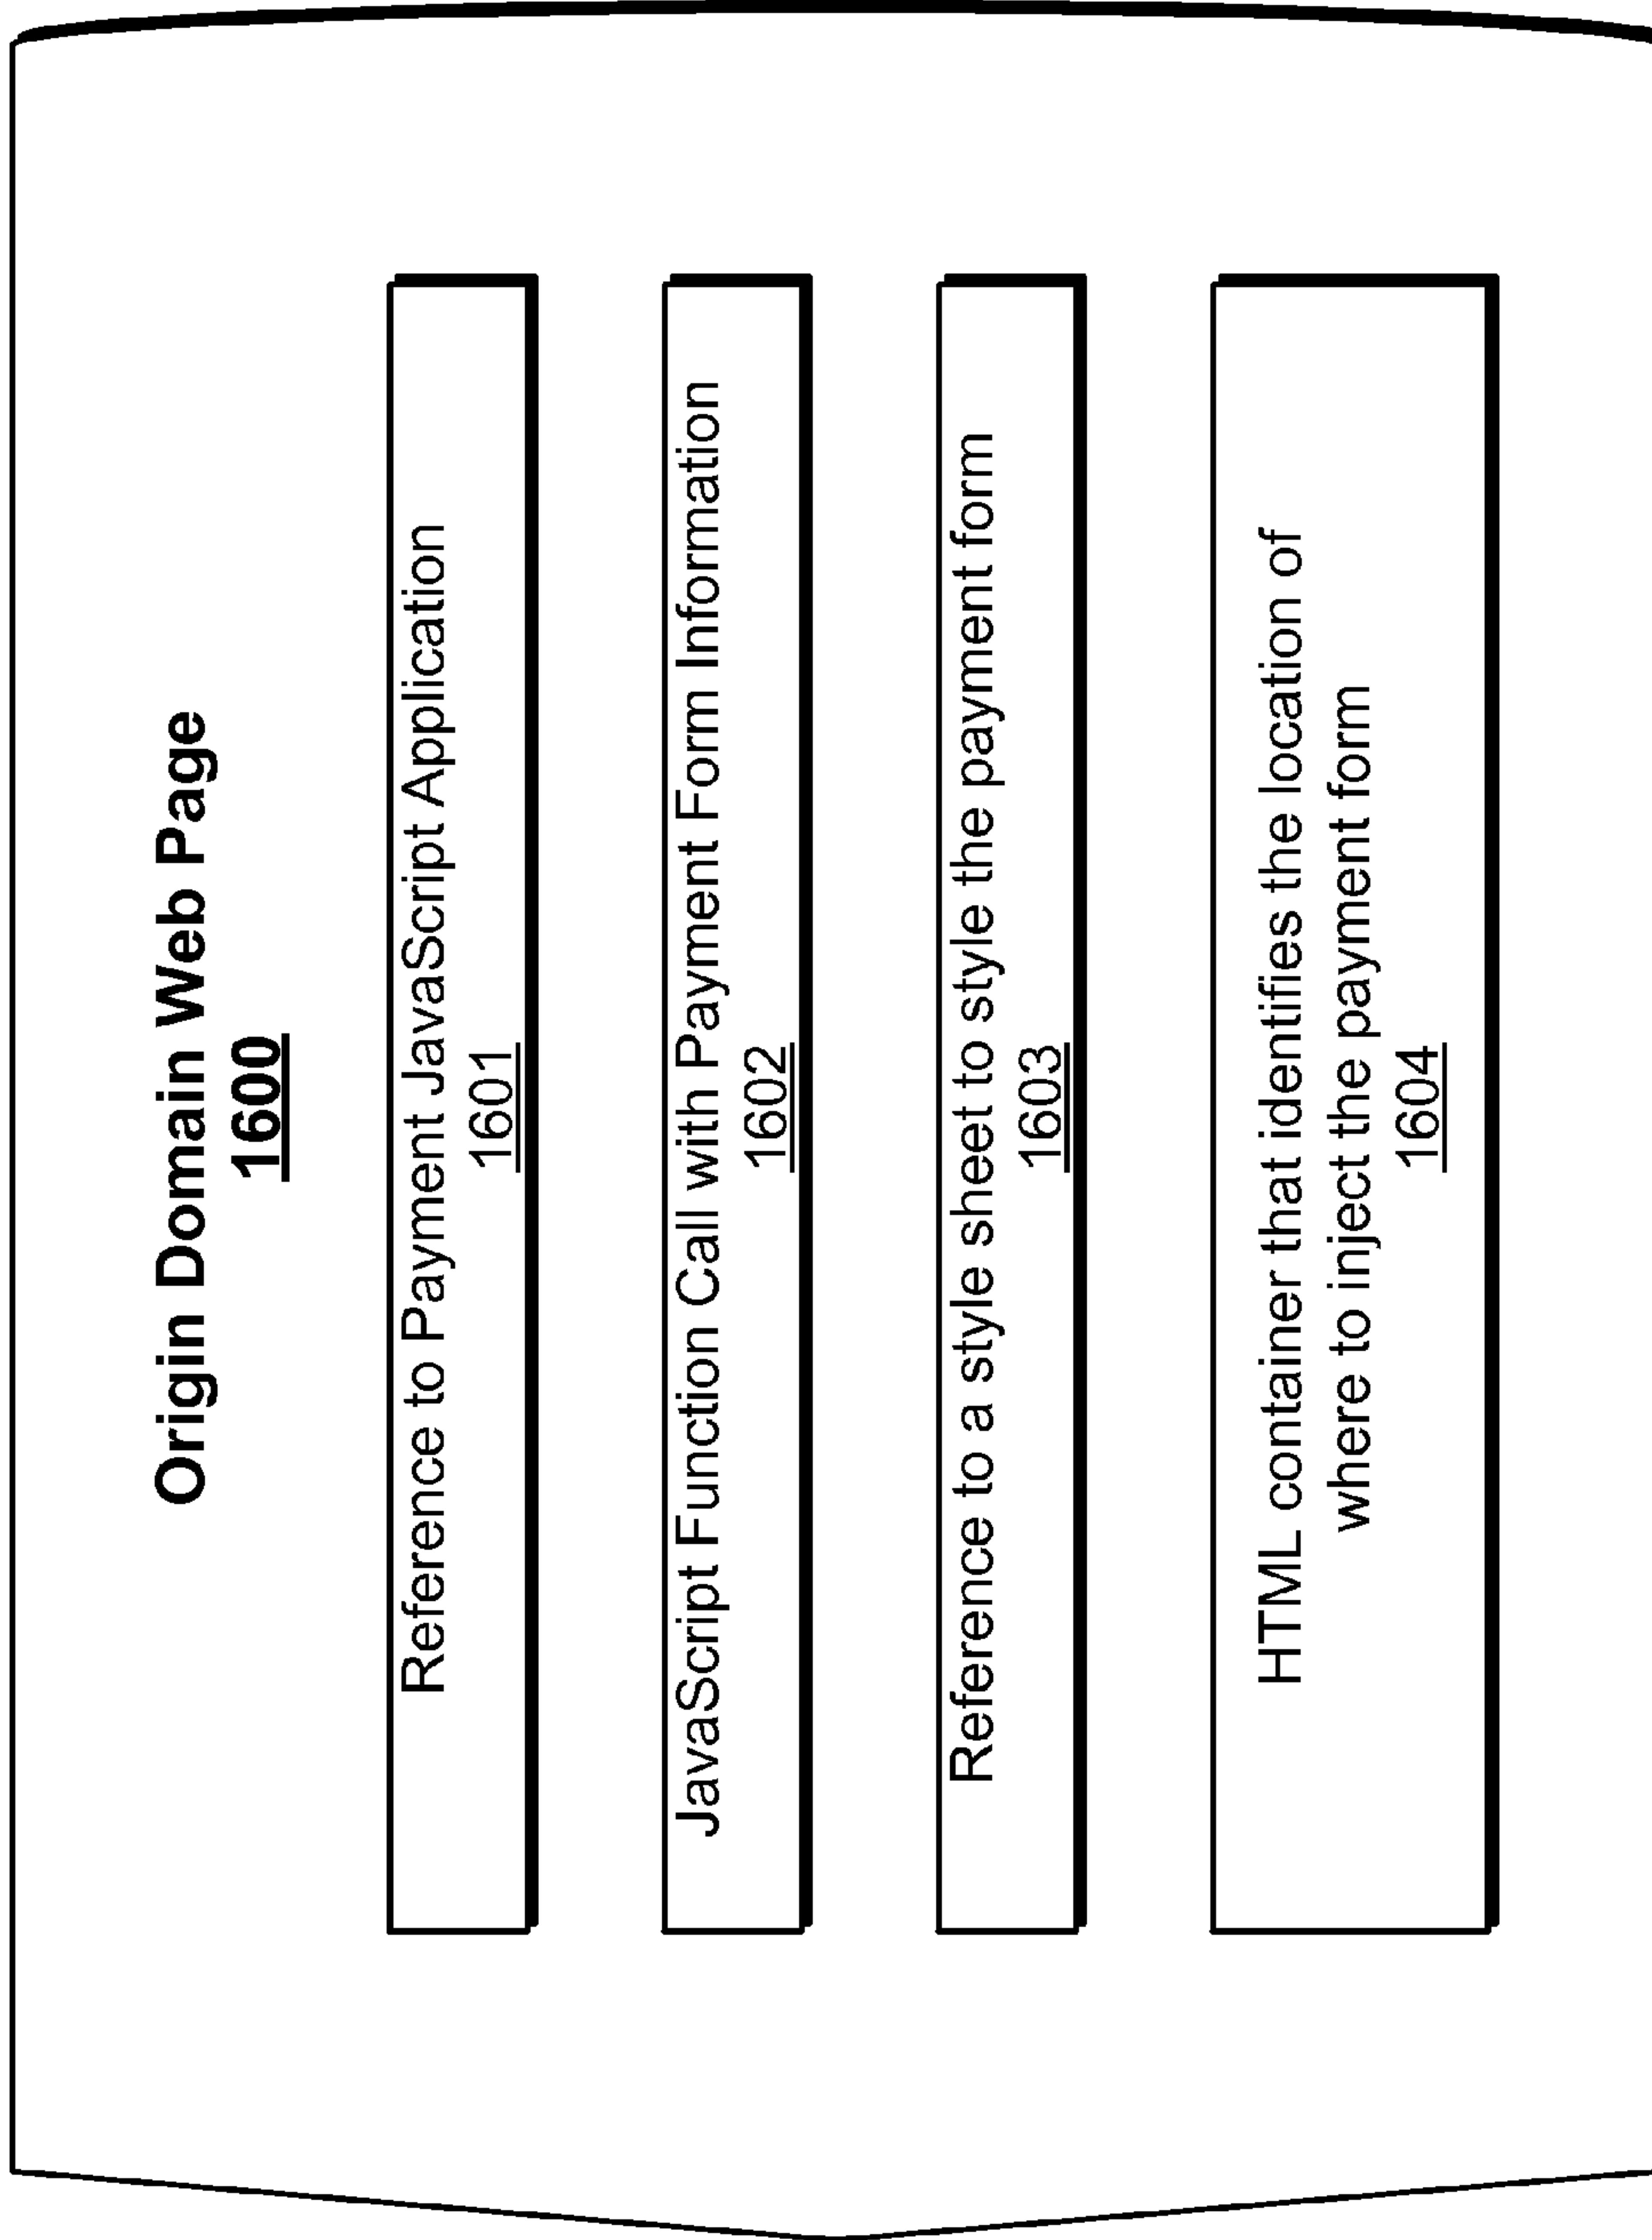 Origin Domain Web Page
1600
Reference to Payment JavaScript Application
1601
JavaScript Function Call with Payment Form Information
1602
Reference to a style sheet to style the payment form
1603
HTML container that identifies the location of
where to inject the payment form
1604